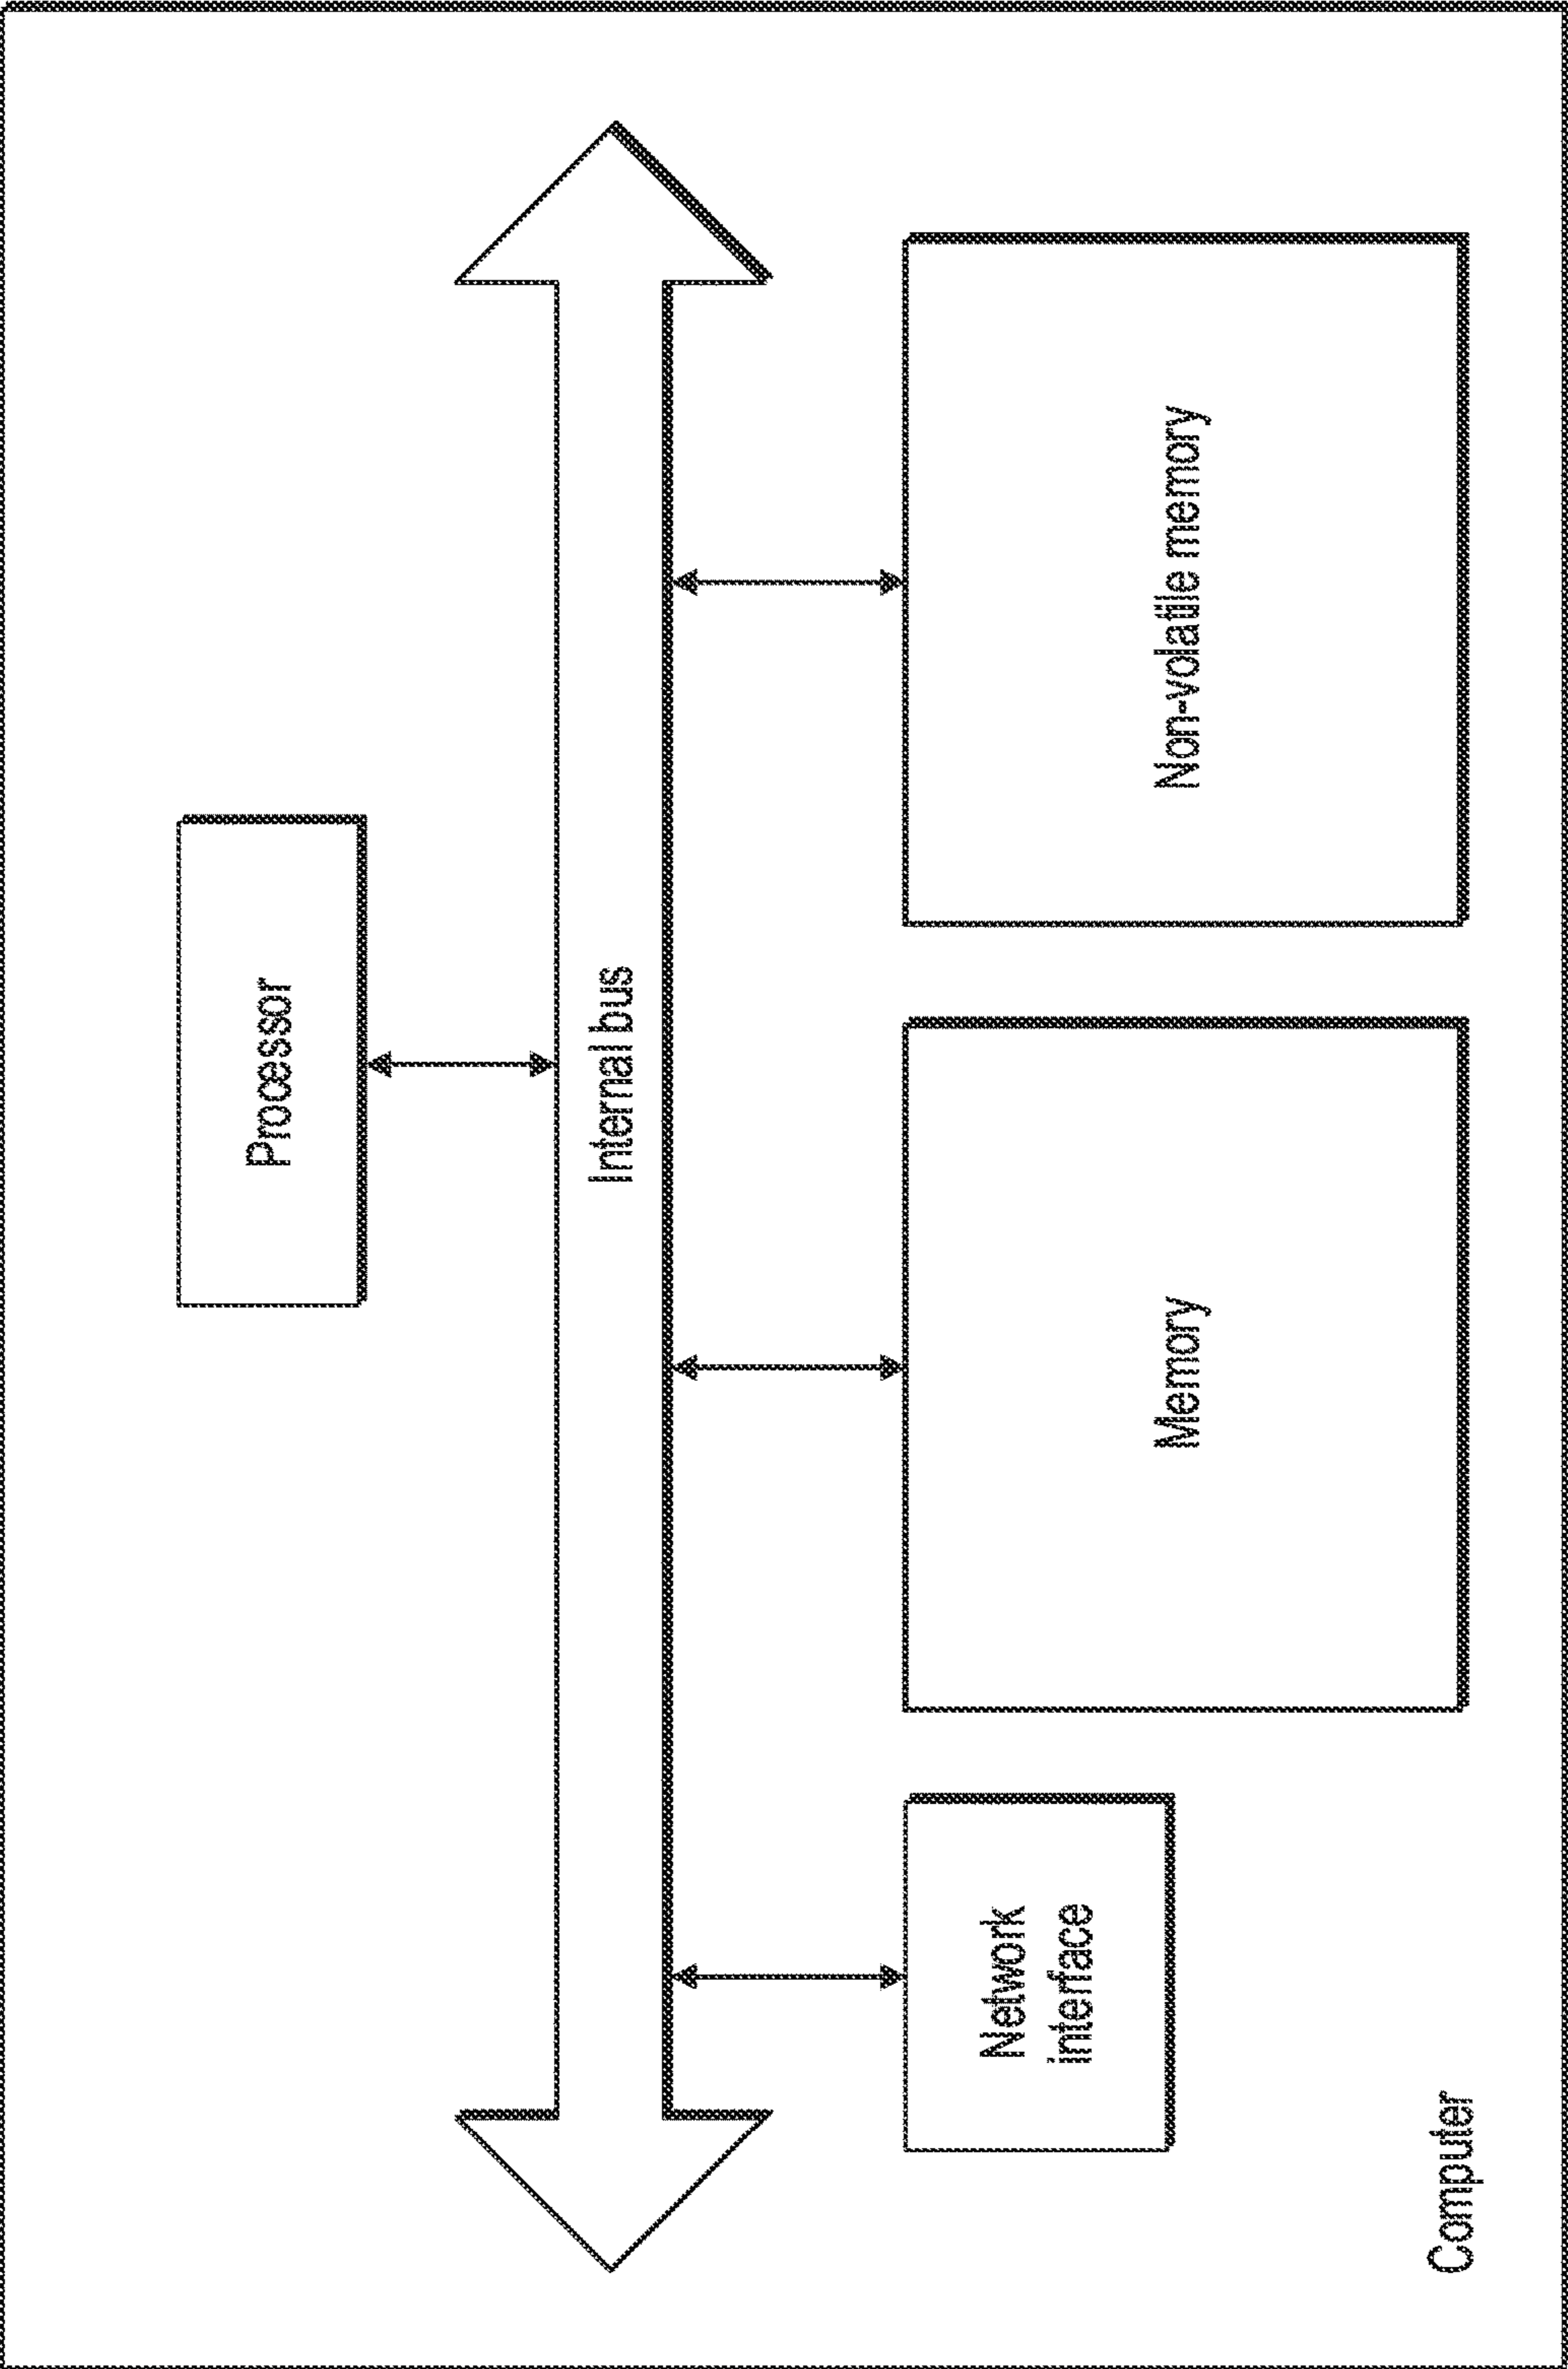 Processor
Internal bus
Network
interface
Memory
Non-volatile memory
Computer